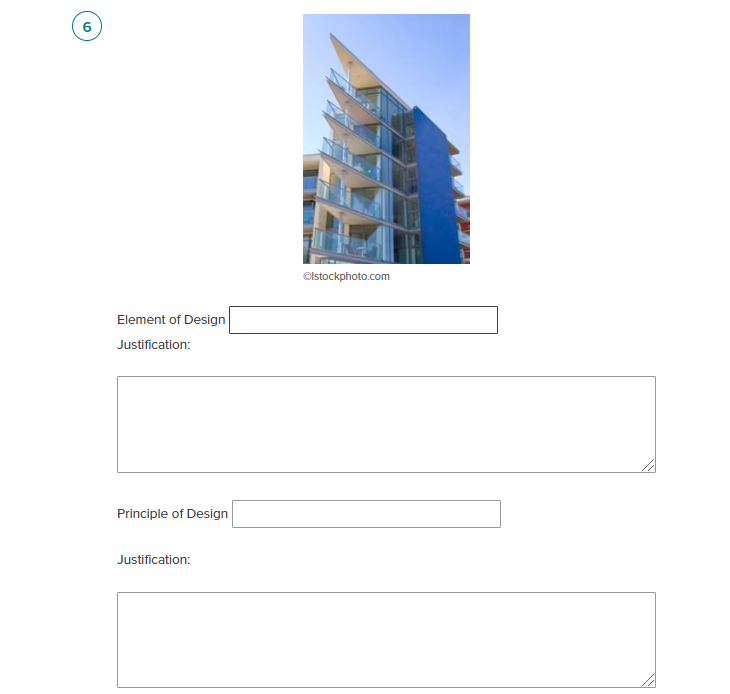 6
©Istockphoto.com
Element of Design
Justification:
Principle of Design
Justification: